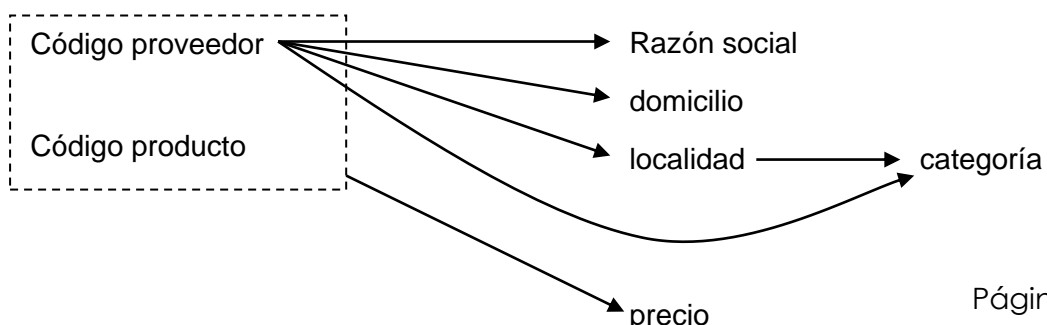 Código proveedor
Razón social
domicilio
Código producto
localidad
categoría
precio